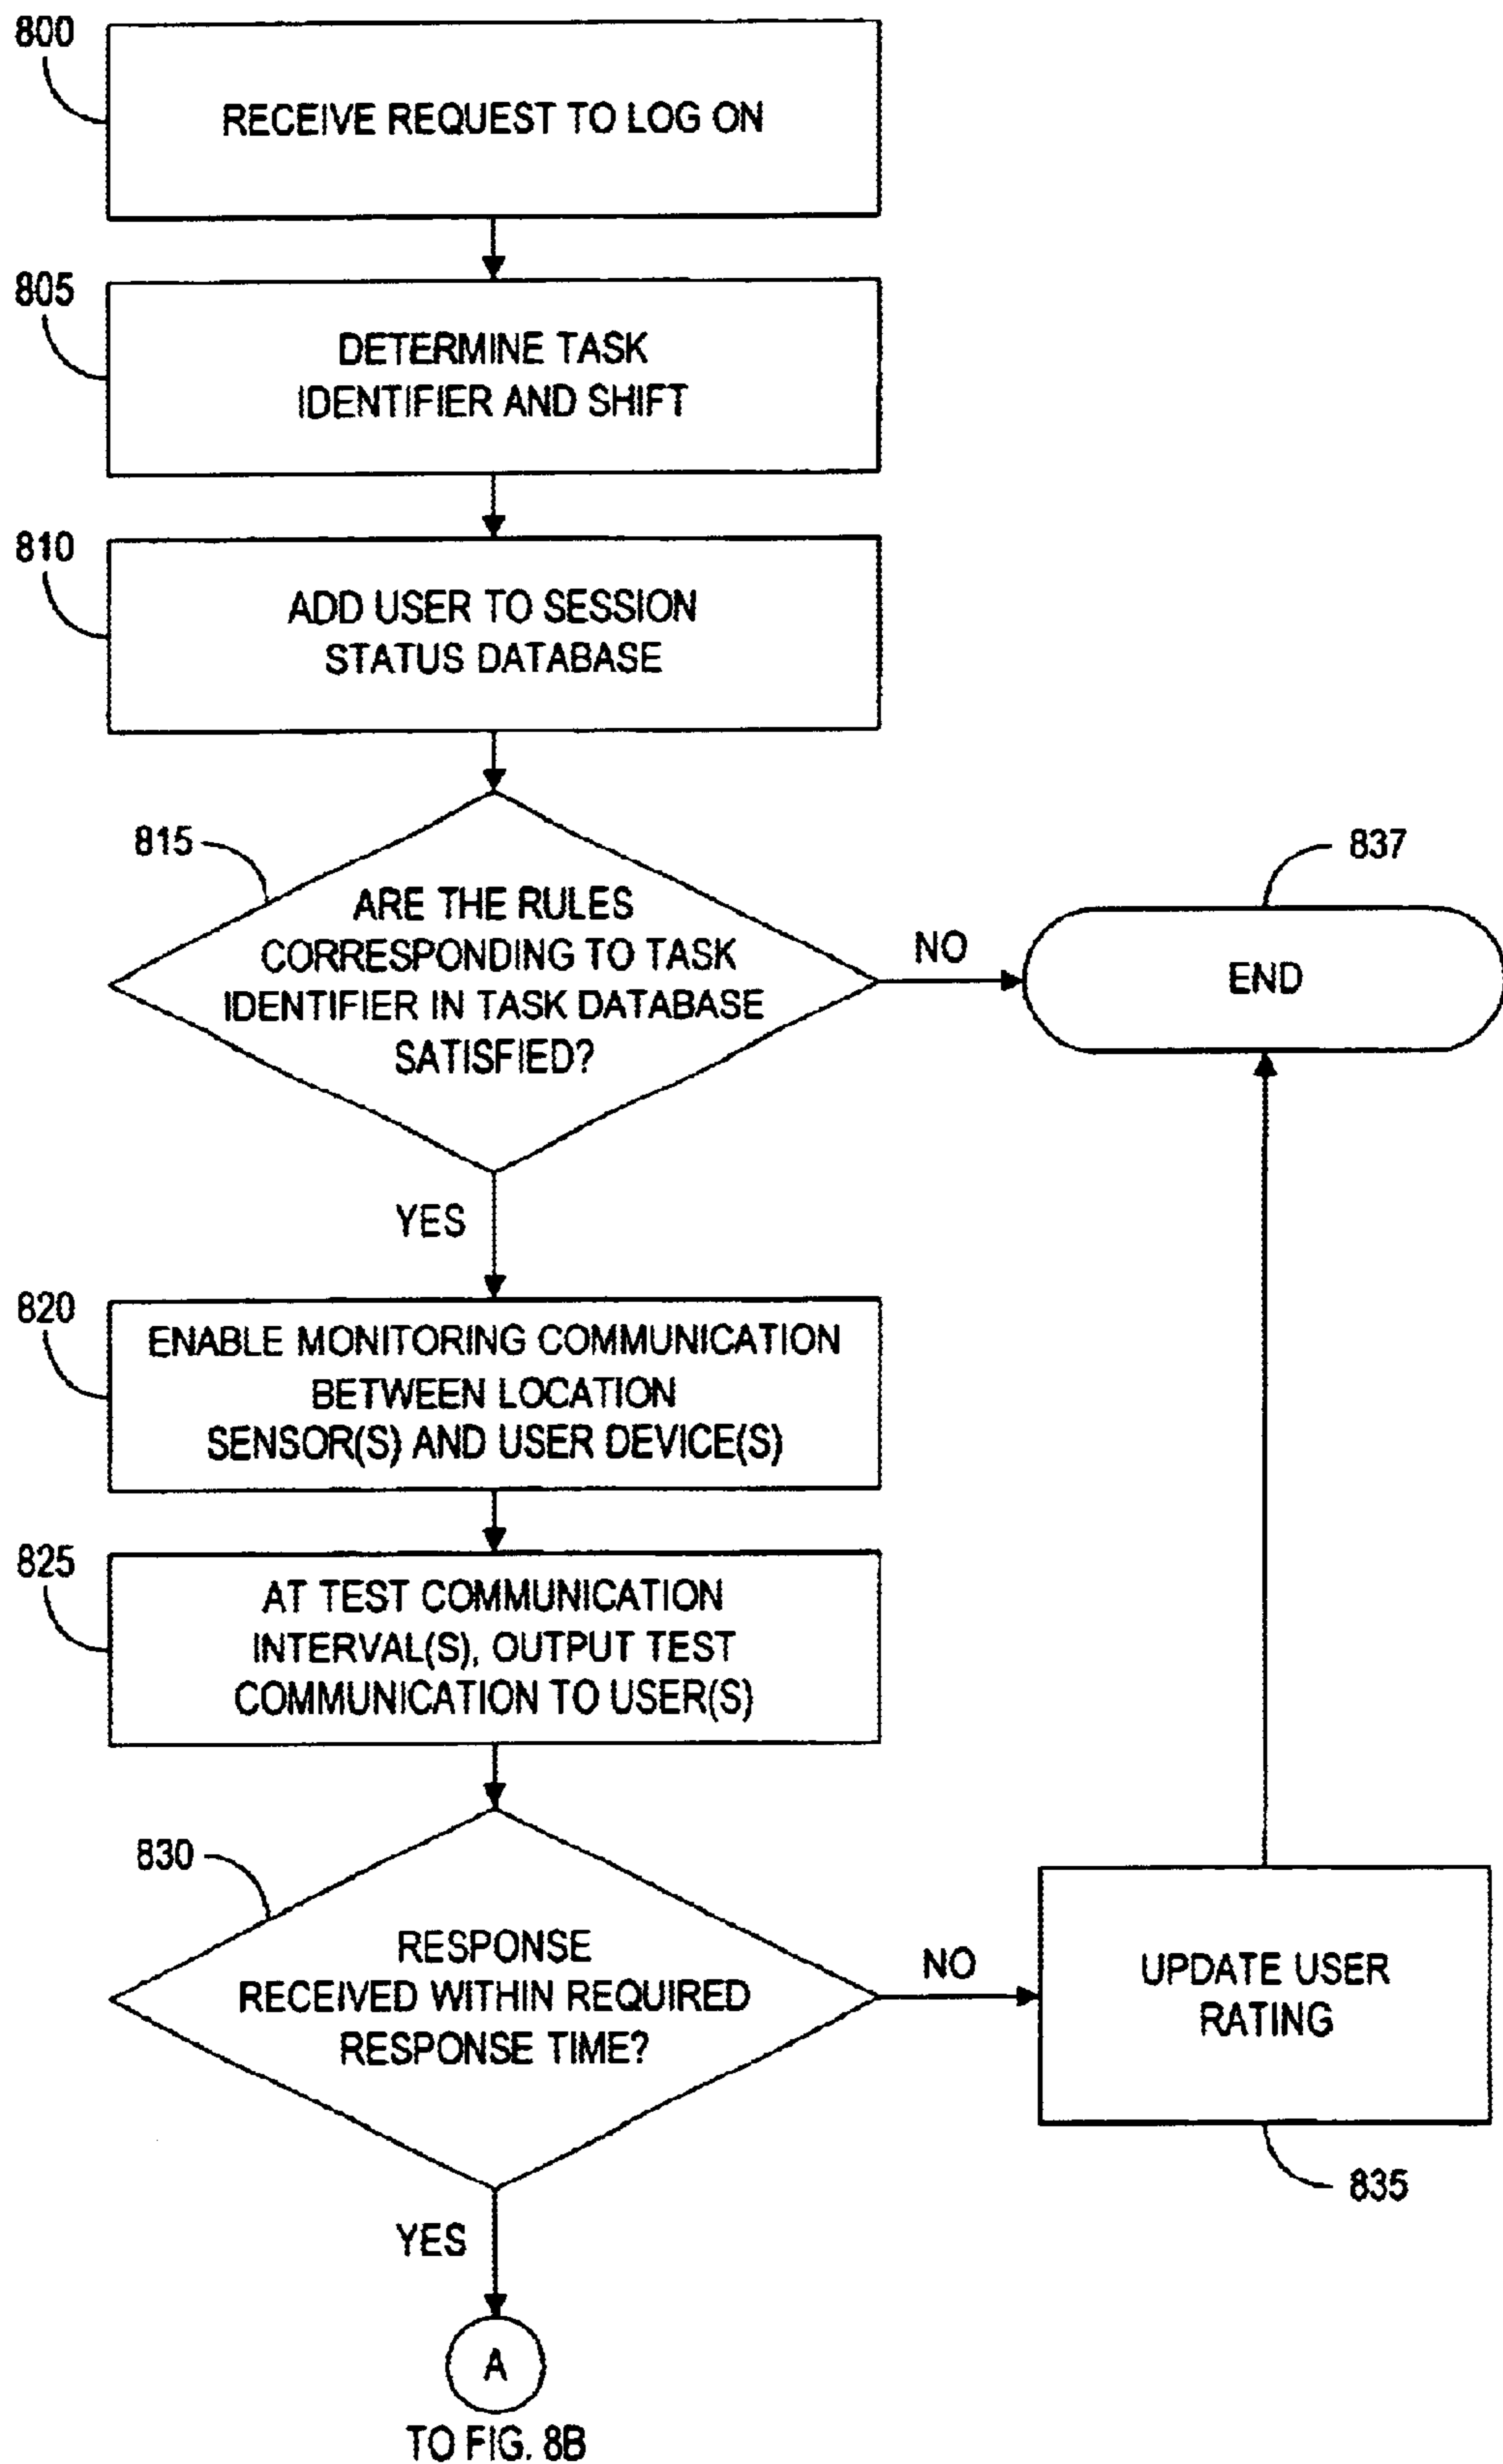 800
RECEIVE REQUEST TO LOG ON
805
DETERMINE TASK
IDENTIFIER AND SHIFT
810
ADD USER TO SESSION
STATUS DATABASE
815
ARE THE RULES
CORRESPONDING TO TASK
IDENTIFIER IN TASK DATABASE
SATISFIED?
NO
837
END
YES
820
ENABLE MONITORING COMMUNICATION
BETWEEN LOCATION
SENSOR(S) AND USER DEVICE(S)
825
AT TEST COMMUNICATION
INTERVAL(S), OUTPUT TEST
COMMUNICATION TO USER(S)
830
RESPONSE
RECEIVED WITHIN REQUIRED
RESPONSE TIME?
NO
UPDATE USER
RATING
835
YES
A
TO FIG. 8B